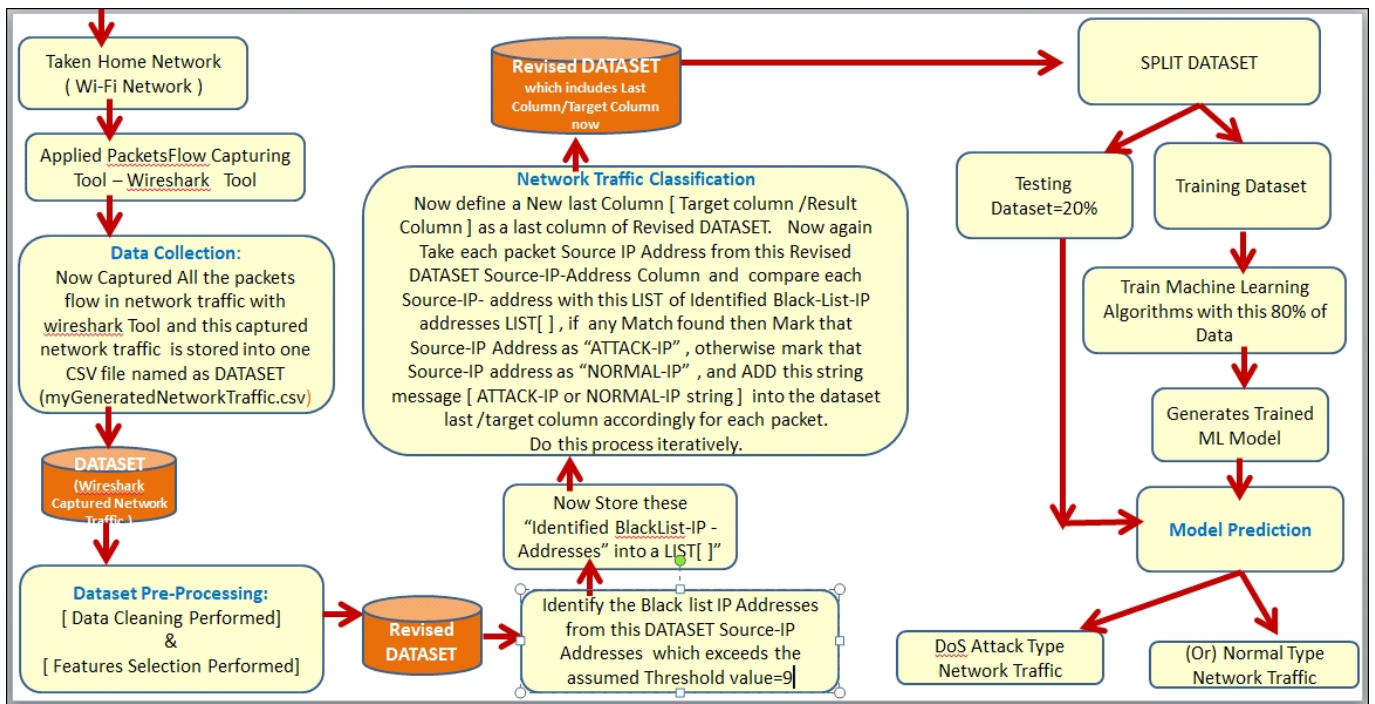 Taken Home Network
( Wi-Fi Network )
Applied PacketsFlow Capturing
Tool – Wireshark Tool
Data Collection:
Now Captured All the packets
flow in network traffic with
wireshark Tool and this captured
network traffic is stored into one
CSV file named as DATASET
(myGeneratedNetworkTraffic.csv)
DATASET
(Wireshark
Captured Network
Traffic )
Dataset Pre-Processing:
[ Data Cleaning Performed]
&
[ Features Selection Performed]
Revised
DATASET
Identify the Black list IP Addresses
from this DATASET Source-IP
Addresses which exceeds the
assumed Threshold value=9
Now Store these
“Identified BlackList-IP -
Addresses” into a LIST[ ]”
Network Traffic Classification
Now define a New last Column [ Target column /Result
Column ] as a last column of Revised DATASET. Now again
Take each packet Source IP Address from this Revised
DATASET Source-IP-Address Column and compare each
Source-IP- address with this LIST of Identified Black-List-IP
addresses LIST[ ] , if any Match found then Mark that
Source-IP Address as “ATTACK-IP” , otherwise mark that
Source-IP address as “NORMAL-IP” , and ADD this string
message [ ATTACK-IP or NORMAL-IP string ] into the dataset
last /target column accordingly for each packet.
Do this process iteratively.
Revised DATASET
which includes Last
Column/Target Column
now
SPLIT DATASET
Testing
Dataset=20%
Training Dataset
Train Machine Learning
Algorithms with this 80% of
Data
Generates Trained
ML Model
Model Prediction
DoS Attack Type
Network Traffic
(Or) Normal Type
Network Traffic